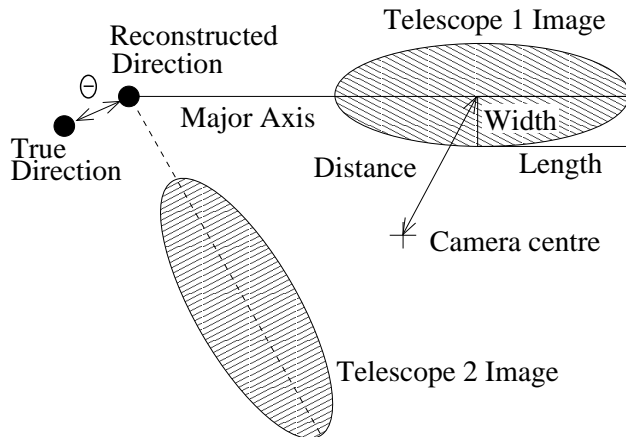 Telescope 1 Image
Reconstructed
Direction
Θ
Major Axis
Width
True
Direction
Distance
Length
Camera centre
Telescope 2 Image